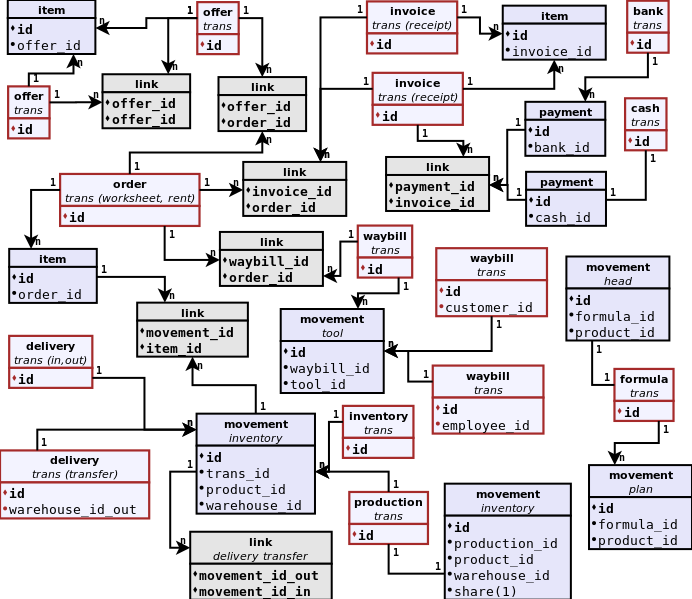 item
id
offer_id
1
n
offer
trans
id
1
n
offer
trans
id
1
1
n
n
link
offer_id
offer_id
link
offer_id
order_id
n
invoice
trans (receipt)
id
1
1
n
item
id
invoice_id
n
bank
trans
id
1
n
invoice
trans (receipt)
id
1
1
1
n
payment
id
bank_id
1
cash
trans
id
1
payment
id
cash_id
1
1
link
payment_id
invoice_id
n
n
link
invoice_id
order_id
n
n
order
trans (worksheet, rent)
id
1
1
1
1
n
item
id
order_id
1
n
link
waybill_id
order_id
n
n
waybill
trans
id
1
1
n
waybill
trans
id
customer_id
1
movement
head
id
formula_id
product_id
1
link
movement_id
item_id
n
movement
tool
id
waybill_id
tool_id
n
delivery
trans (in,out)
id
1
waybill
trans
id
employee_id
1
formula
trans
id
n
1
movement
inventory
id
trans_id
product_id
warehouse_id
1
n
1
n
inventory
trans
id
1
delivery
trans (transfer)
id
warehouse_id_out
1
movement
plan
id
formula_id
product_id
n
production
trans
id
1
1
movement
inventory
id
production_id
product_id
warehouse_id
share(1)
1
link
delivery transfer
movement_id_out
movement_id_in
n